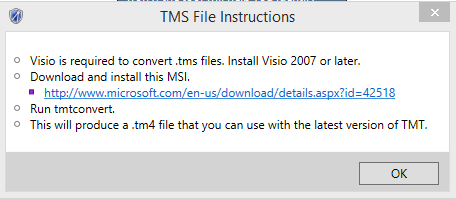 TMS File Instructions
Visio is required to convert .tms files. Install Visio 2007 or later.
Download and install this MSI.
http://www.microsoft.com/en-us/download/details.aspx?id=42518
Run tmtconvert.
This will produce a .tm4 file that you can use with the latest version of TMT.
OK